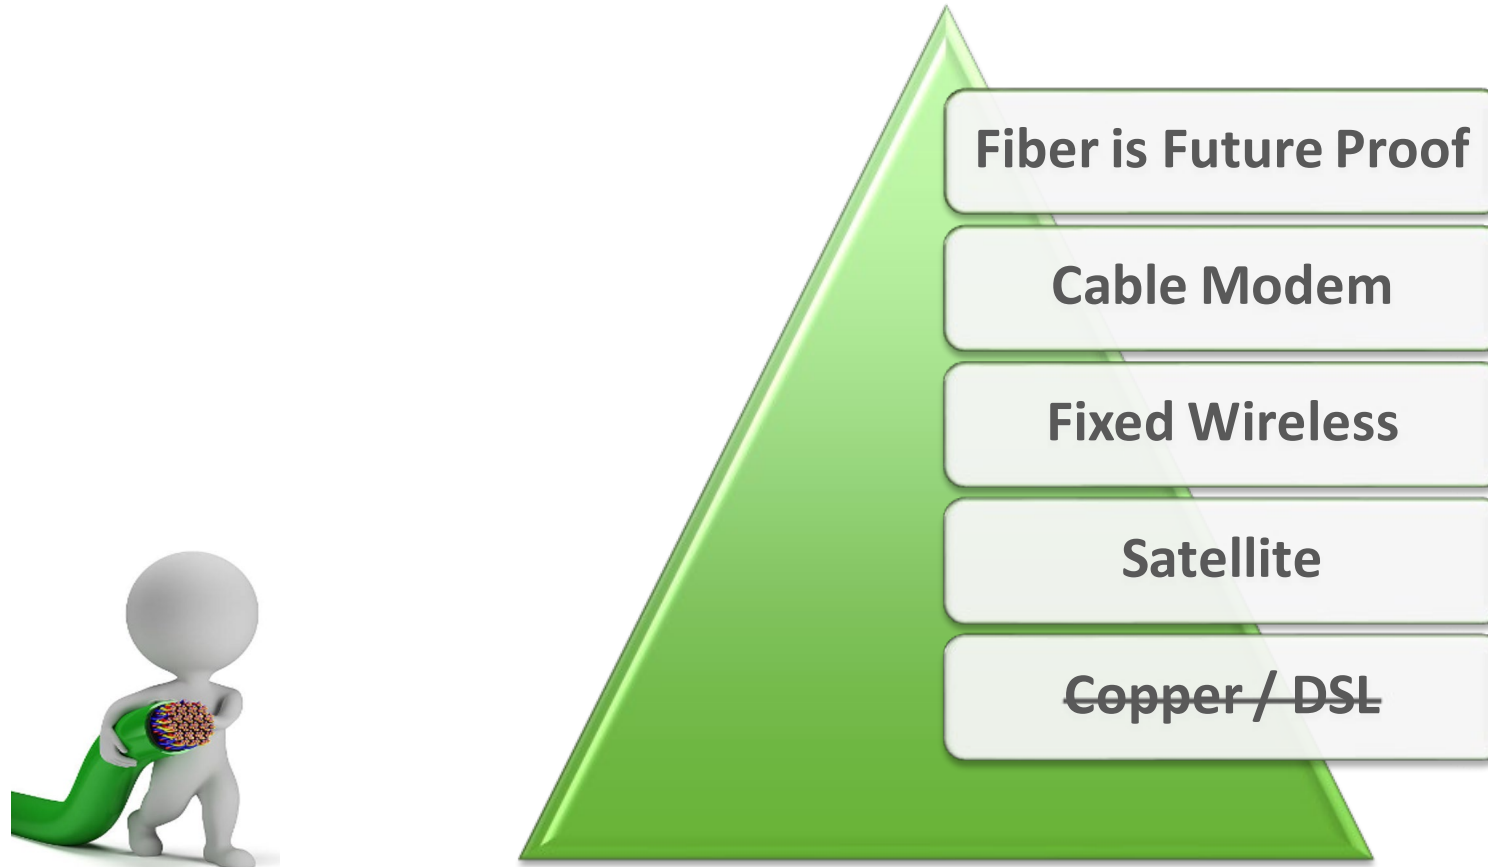 Fiber is Future Proof
Cable Modem
Fixed Wireless
Satellite
Copper / DSL